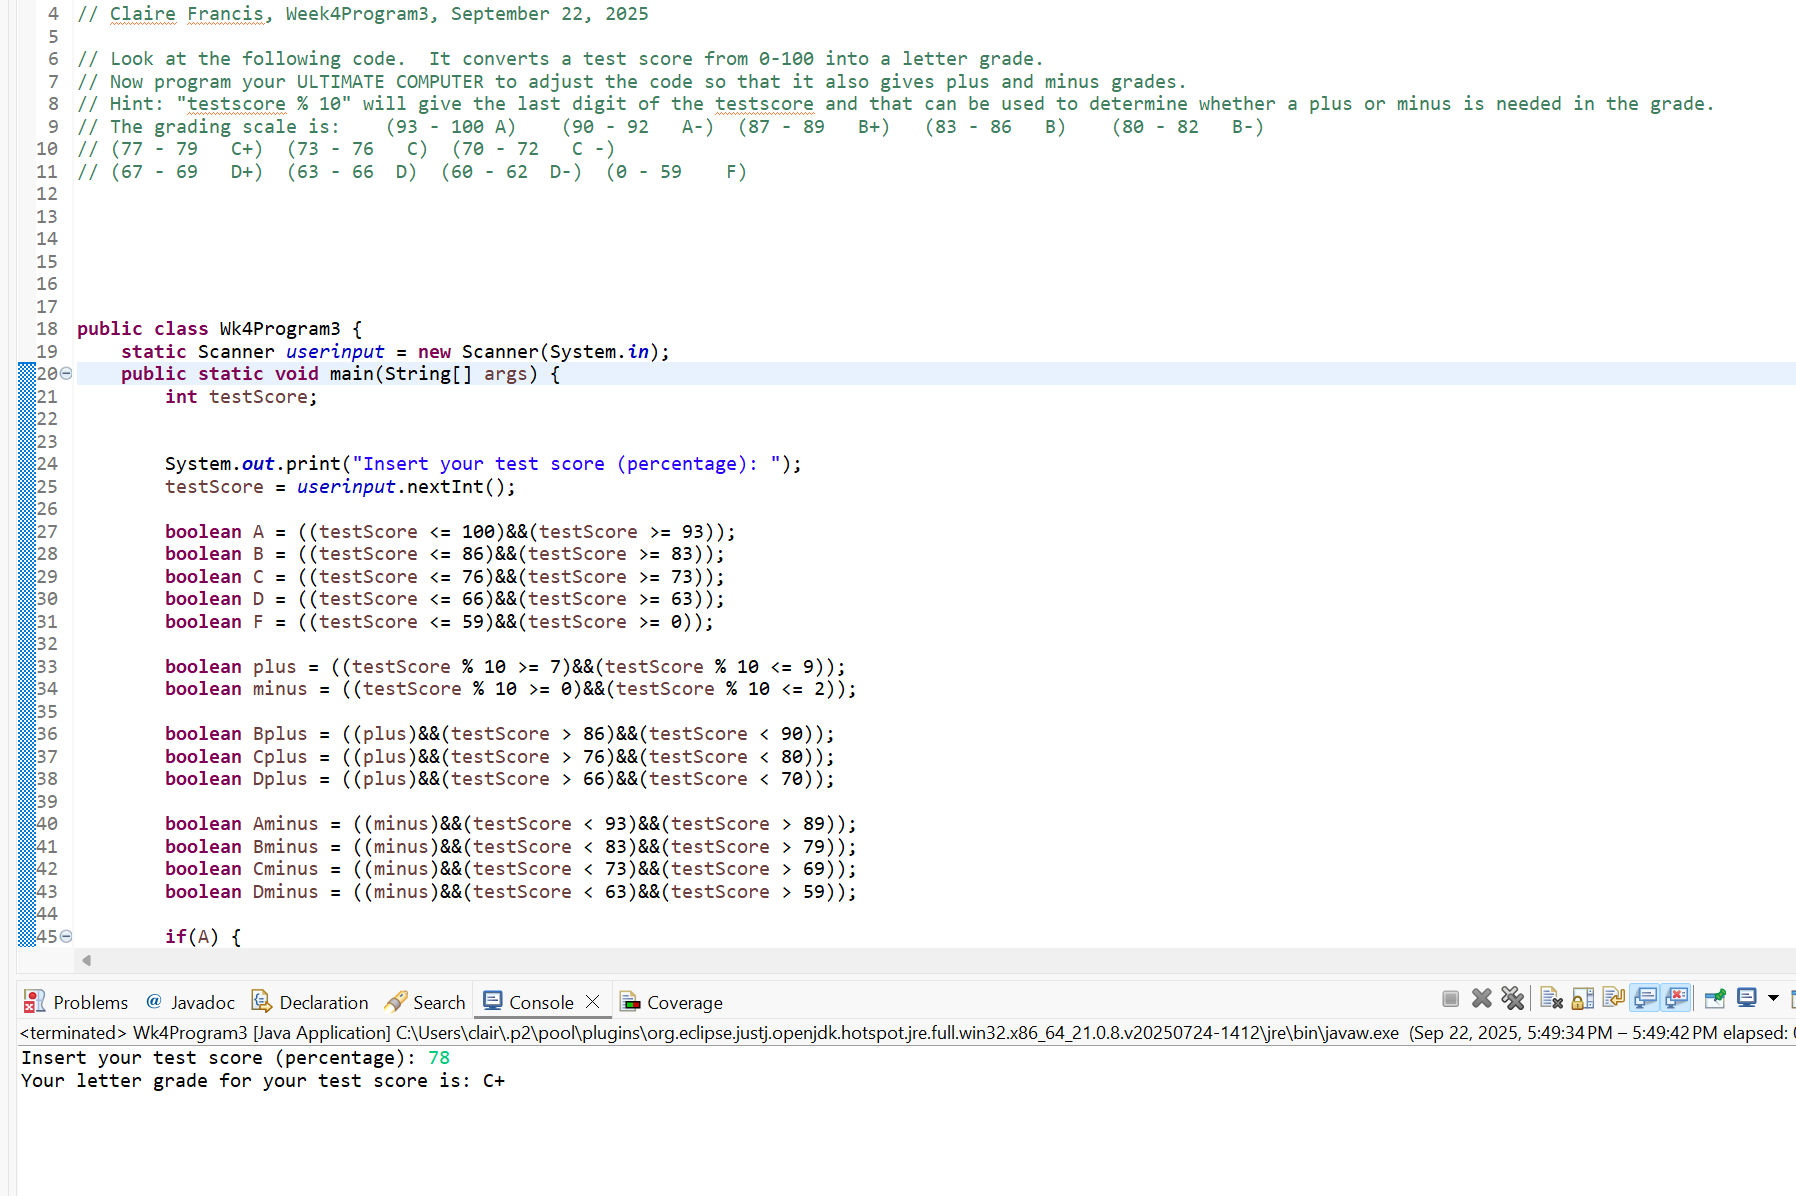 4 // Claire Francis, Week4Program3, September 22, 2025
5
6 // Look at the following code.  It converts a test score from 0-100 into a letter grade.
7 // Now program your ULTIMATE COMPUTER to adjust the code so that it also gives plus and minus grades.
8 // Hint: "testscore % 10" will give the last digit of the testscore and that can be used to determine whether a plus or minus is needed in the grade.
9 // The grading scale is:    (93 - 100 A)    (90 - 92   A-)  (87 - 89   B+)   (83 - 86   B)    (80 - 82   B-)
10 // (77 - 79   C+)  (73 - 76   C)  (70 - 72   C -)
11 // (67 - 69   D+)  (63 - 66  D)  (60 - 62  D-)  (0 - 59    F)
12
13
14
15
16
17
18 public class Wk4Program3 {
19     static Scanner userinput = new Scanner(System.in);
20     public static void main(String[] args) {
21         int testScore;
22
23
24         System.out.print("Insert your test score (percentage): ");
25         testScore = userinput.nextInt();
26
27         boolean A = ((testScore <= 100)&&(testScore >= 93));
28         boolean B = ((testScore <= 86)&&(testScore >= 83));
29         boolean C = ((testScore <= 76)&&(testScore >= 73));
30         boolean D = ((testScore <= 66)&&(testScore >= 63));
31         boolean F = ((testScore <= 59)&&(testScore >= 0));
32
33         boolean plus = ((testScore % 10 >= 7)&&(testScore % 10 <= 9));
34         boolean minus = ((testScore % 10 >= 0)&&(testScore % 10 <= 2));
35
36         boolean Bplus = ((plus)&&(testScore > 86)&&(testScore < 90));
37         boolean Cplus = ((plus)&&(testScore > 76)&&(testScore < 80));
38         boolean Dplus = ((plus)&&(testScore > 66)&&(testScore < 70));
39
40         boolean Aminus = ((minus)&&(testScore < 93)&&(testScore > 89));
41         boolean Bminus = ((minus)&&(testScore < 83)&&(testScore > 79));
42         boolean Cminus = ((minus)&&(testScore < 73)&&(testScore > 69));
43         boolean Dminus = ((minus)&&(testScore < 63)&&(testScore > 59));
44
45         if(A) {
Problems @ Javadoc Declaration Search Console Coverage
<terminated> Wk4Program3 [Java Application] C:\Users\clair\.p2\pool\plugins\org.eclipse.justj.openjdk.hotspot.jre.full.win32.x86_64_21.0.8.v20250724-1412\jre\bin\javaw.exe  (Sep 22, 2025, 5:49:34 PM – 5:49:42 PM elapsed:
Insert your test score (percentage): 78
Your letter grade for your test score is: C+